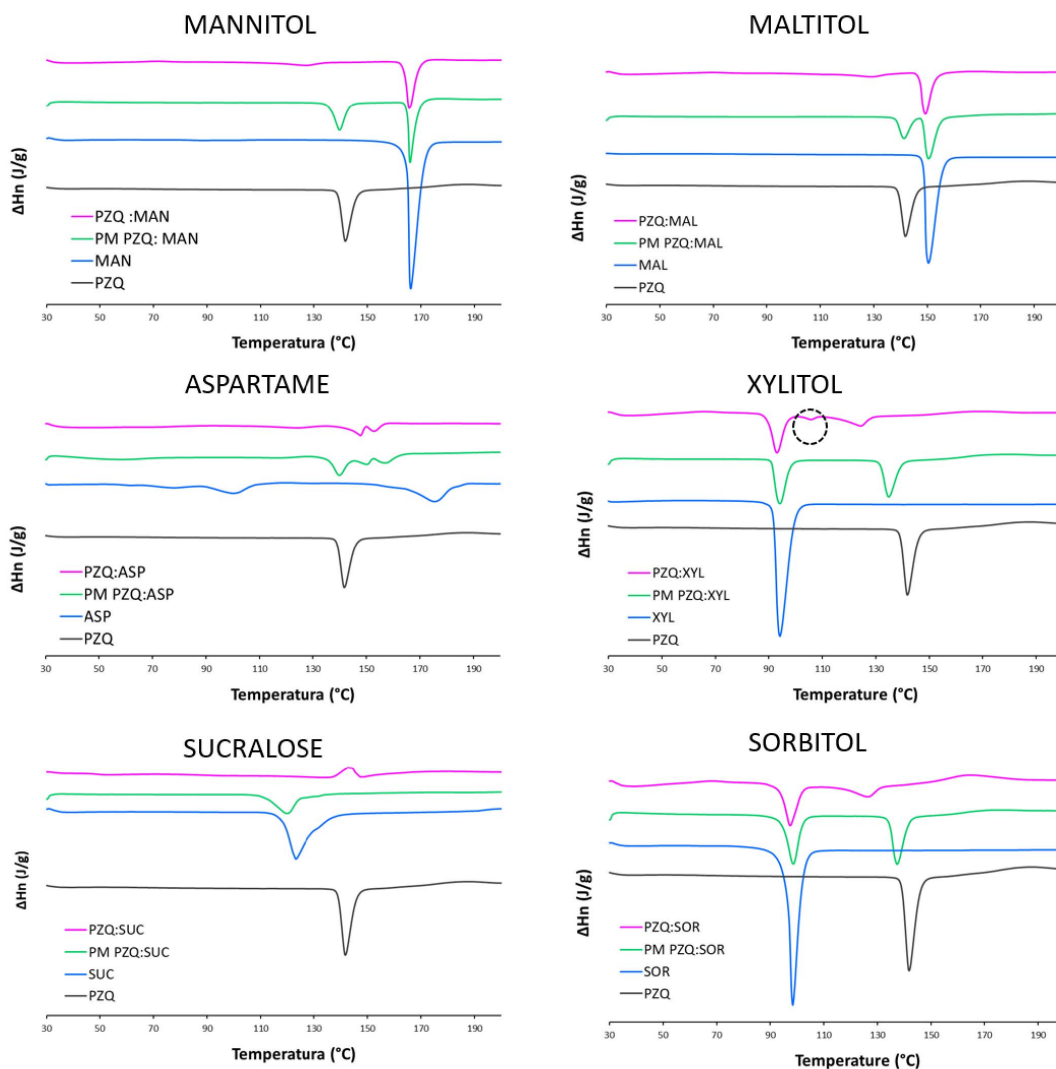 MANNITOL
ΔHn (J/g)
PZQ :MAN
PM PZQ: MAN
MAN
PZQ
30 50 70 90 110 130 150 170 190
Temperatura (°C)
MALTITOL
ΔHn (J/g)
PZQ:MAL
PM PZQ:MAL
MAL
PZQ
30 50 70 90 110 130 150 170 190
Temperatura (°C)
ASPARTAME
ΔHn (J/g)
PZQ:ASP
PM PZQ:ASP
ASP
PZQ
30 50 70 90 110 130 150 170 190
Temperatura (°C)
XYLITOL
ΔHn (J/g)
PZQ:XYL
PM PZQ:XYL
XYL
PZQ
30 50 70 90 110 130 150 170 190
Temperature (°C)
SUCRALOSE
ΔHn (J/g)
PZQ:SUC
PM PZQ:SUC
SUC
PZQ
30 50 70 90 110 130 150 170 190
Temperatura (°C)
SORBITOL
ΔHn (J/g)
PZQ:SOR
PM PZQ:SOR
SOR
PZQ
30 50 70 90 110 130 150 170 190
Temperature (°C)